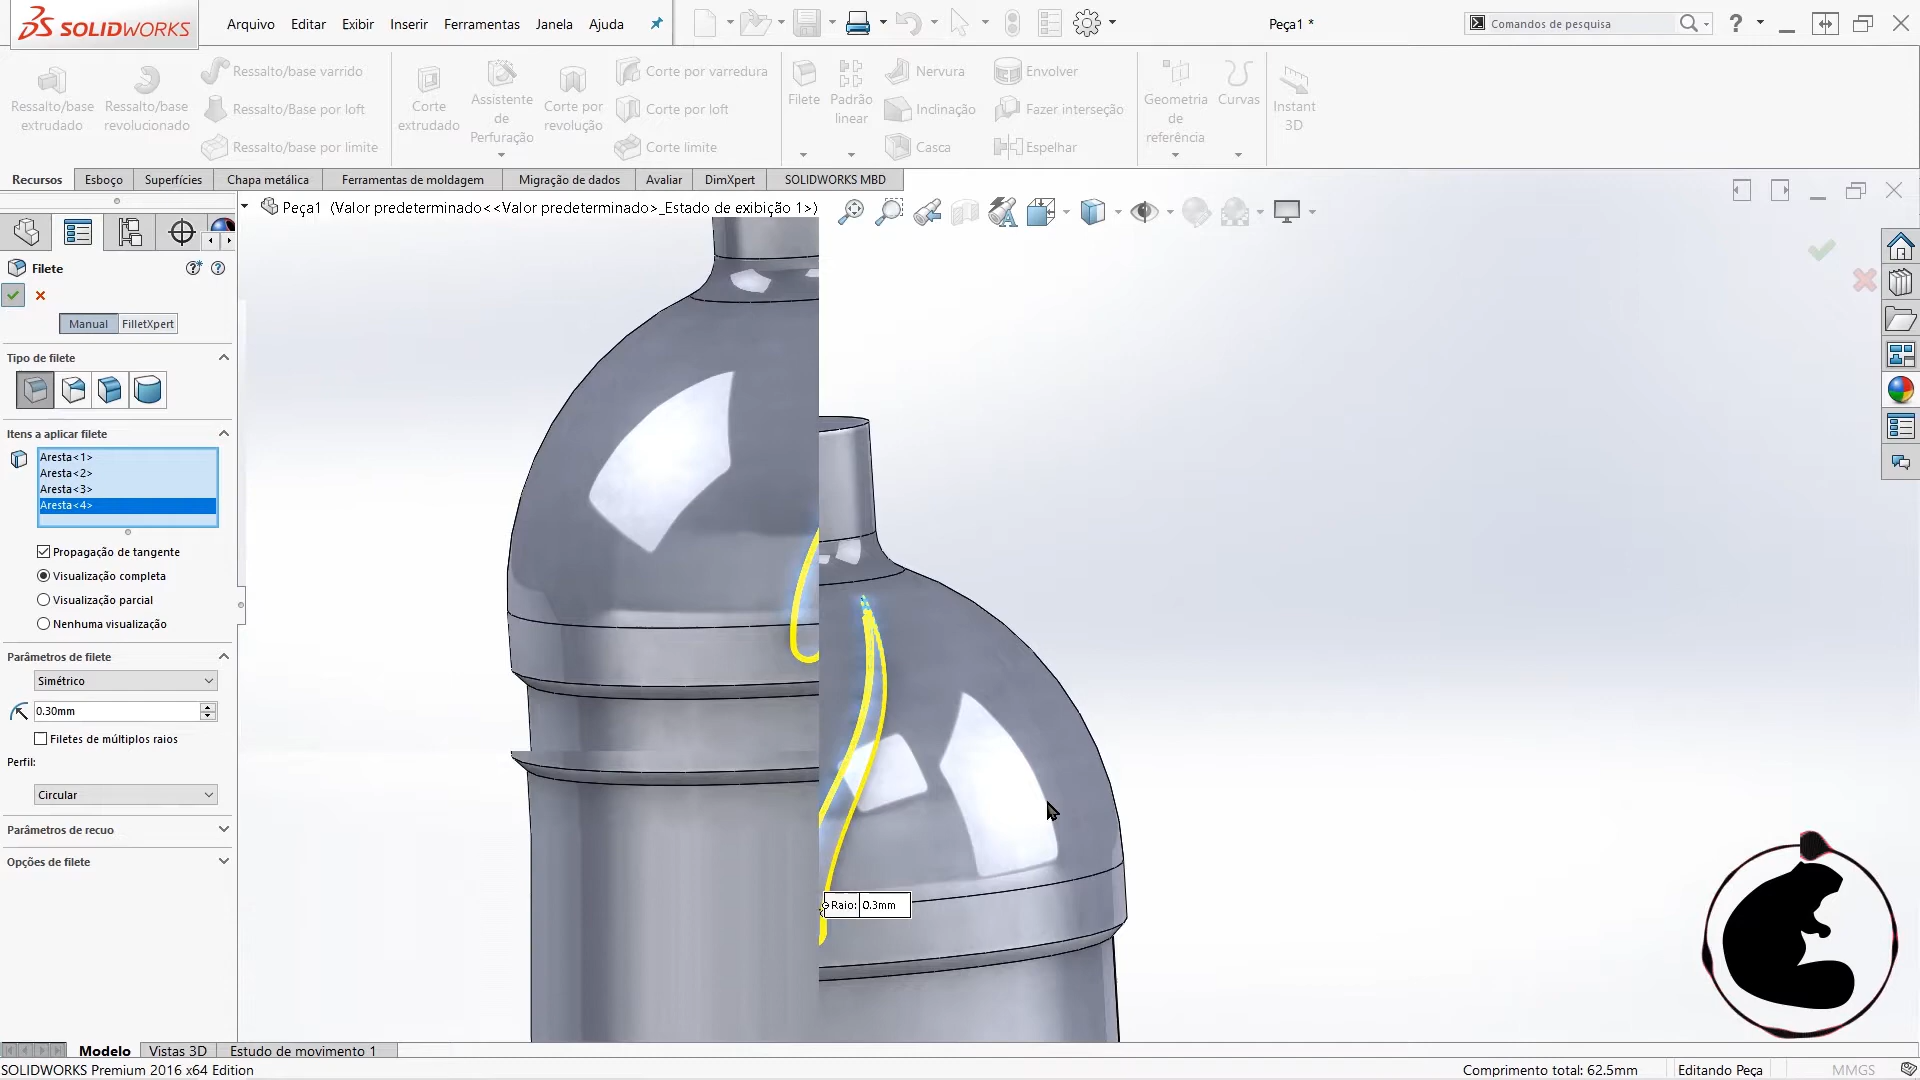 SOLIDWORKS
Arquivo Editar Exibir Inserir Ferramentas Janela Ajuda
Peça1 *
Comandos de pesquisa
?
Ressalto/base extrudado
Ressalto/base revolucionado
Ressalto/base varrido
Ressalto/Base por loft
Ressalto/base por limite
Corte extrudado
Assistente de Perfuração
Corte por revolução
Corte por varredura
Corte por loft
Corte limite
Filete
Padrão linear
Nervura
Inclinação
Casca
Envolver
Fazer interseção
Espelhar
Geometria de referência
Curvas
Instant 3D
Recursos Esboço Superfícies Chapa metálica Ferramentas de moldagem Migração de dados Avaliar DimXpert SOLIDWORKS MBD
Peça1 (Valor predeterminado<<Valor predeterminado>_Estado de exibição 1>)
Filete
Manual FilletXpert
Tipo de filete
Itens a aplicar filete
Aresta<1>
Aresta<2>
Aresta<3>
Aresta<4>
Propagação de tangente
Visualização completa
Visualização parcial
Nenhuma visualização
Parâmetros de filete
Simétrico
0.30mm
Filetes de múltiplos raios
Perfil:
Circular
Parâmetros de recuo
Opções de filete
Raio: 0.3mm
Modelo Vistas 3D Estudo de movimento 1
SOLIDWORKS Premium 2016 x64 Edition
Comprimento total: 62.5mm
Editando Peça
MMGS